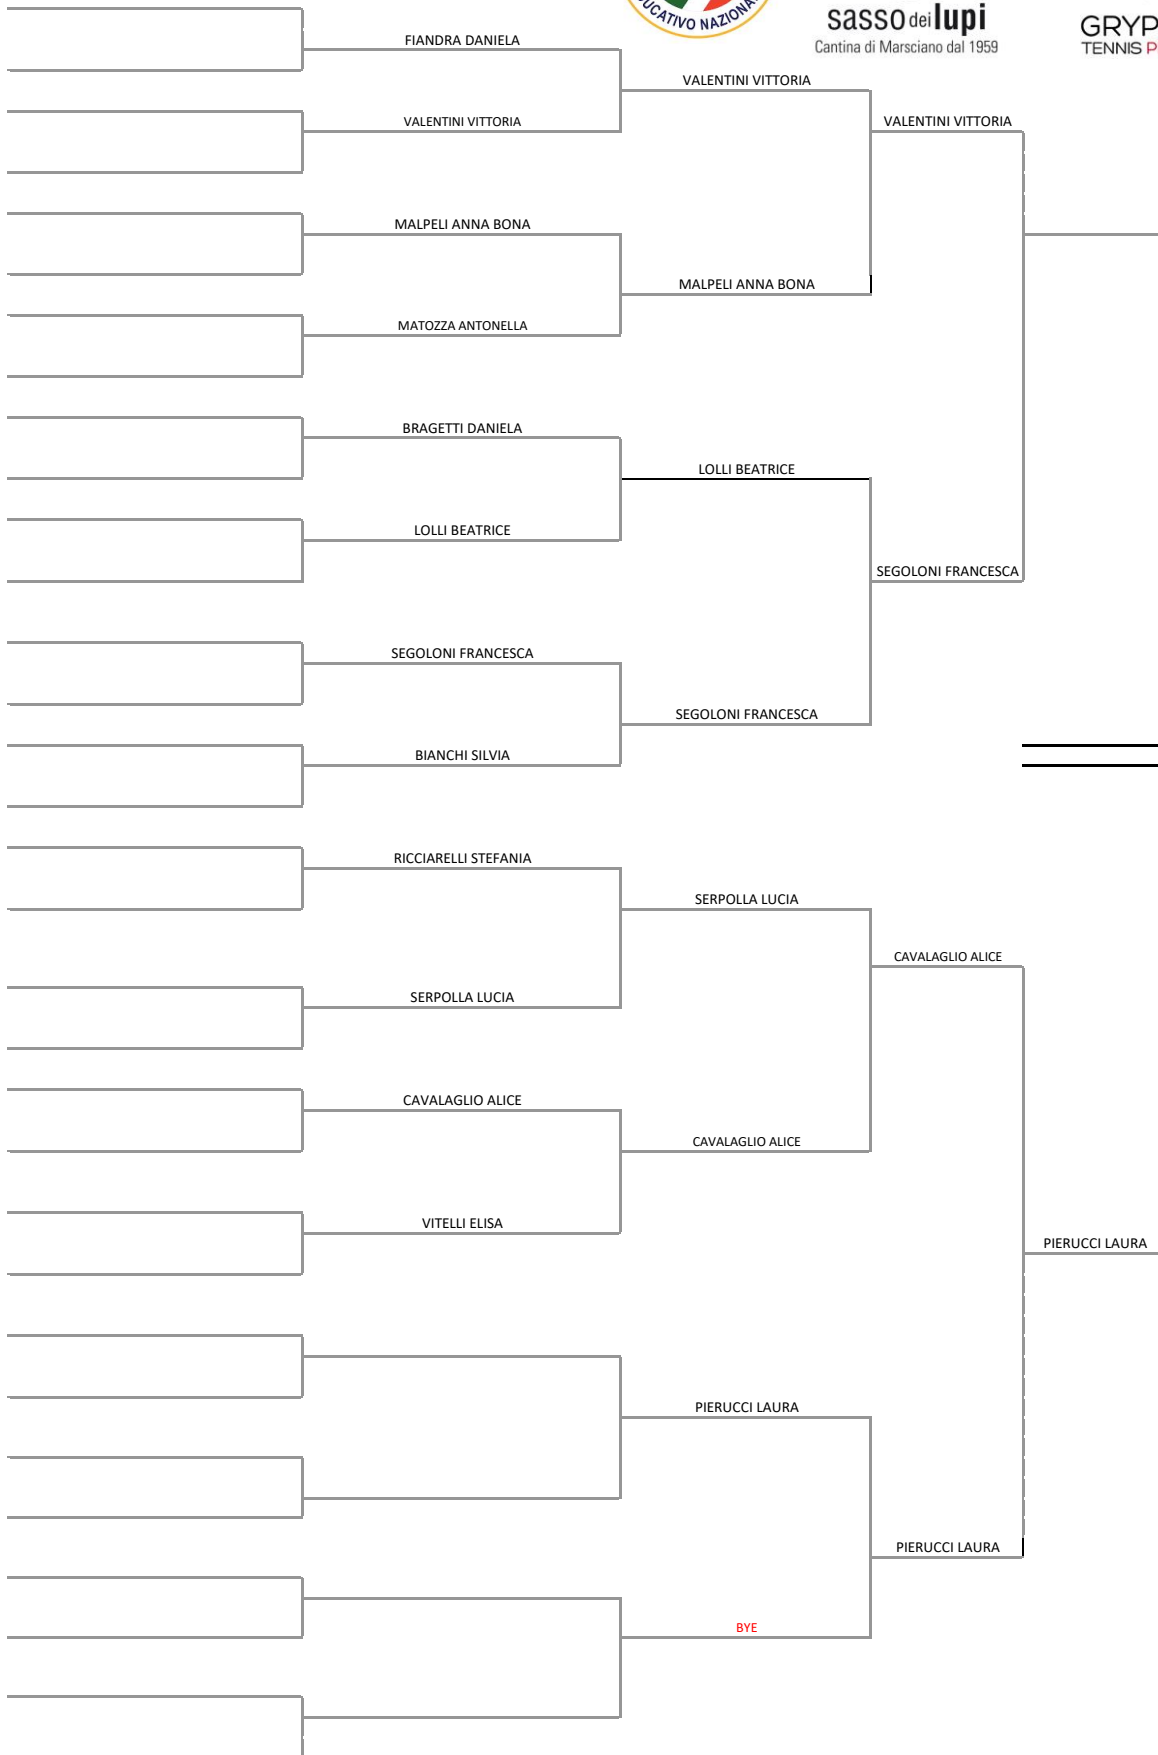 UCATIVO NAZIONA
sasso dei lupi
Cantina di Marsciano dal 1959
GRYP
TENNIS P
FIANDRA DANIELA
VALENTINI VITTORIA
VALENTINI VITTORIA
VALENTINI VITTORIA
MALPELI ANNA BONA
MALPELI ANNA BONA
MATOZZA ANTONELLA
BRAGETTI DANIELA
LOLLI BEATRICE
LOLLI BEATRICE
SEGOLONI FRANCESCA
SEGOLONI FRANCESCA
SEGOLONI FRANCESCA
BIANCHI SILVIA
RICCIARELLI STEFANIA
SERPOLLA LUCIA
CAVALAGLIO ALICE
SERPOLLA LUCIA
CAVALAGLIO ALICE
CAVALAGLIO ALICE
VITELLI ELISA
PIERUCCI LAURA
PIERUCCI LAURA
PIERUCCI LAURA
BYE